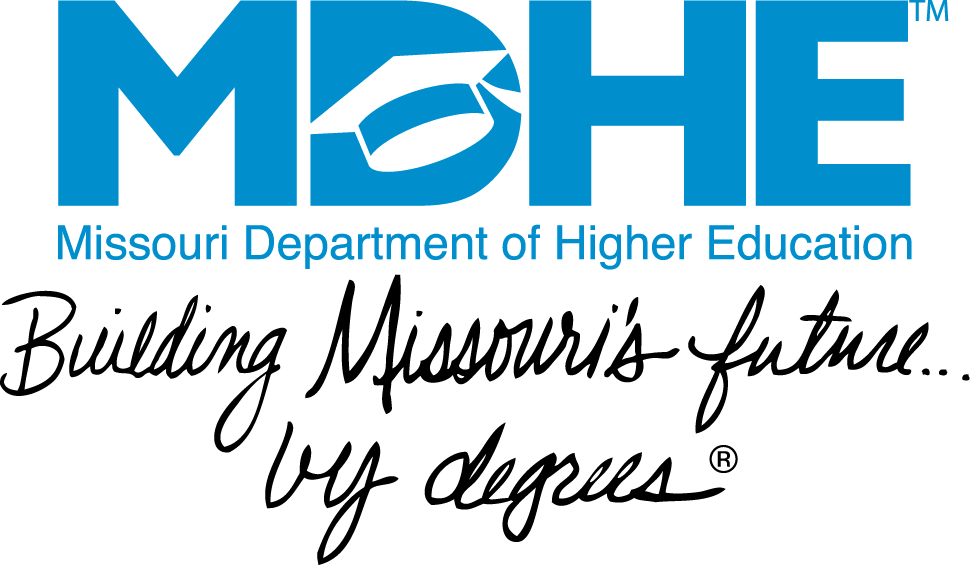 MDHE™
Missouri Department of Higher Education
Building Missouri's future...
by degrees®